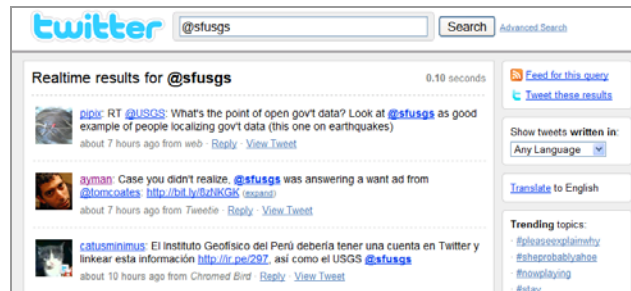 twitter
@sfusgs
Search
Advanced Search
Realtime results for @sfusgs
0.10 seconds
pipix: RT @USGS: What's the point of open gov't data? Look at @sfusgs as good
example of people localizing gov't data (this one on earthquakes)
about 7 hours ago from web · Reply · View Tweet
ayman: Case you didn't realize, @sfusgs was answering a want ad from
@tomcoates: http://bit.ly/8zNKGK (expand)
about 7 hours ago from Tweetie · Reply · View Tweet
catusminimus: El Instituto Geofísico del Perú debería tener una cuenta en Twitter y
linkear esta información http://ir.pe/297, así como el USGS @sfusgs
about 10 hours ago from Chromed Bird · Reply · View Tweet
Feed for this query
Tweet these results
Show tweets written in:
Any Language
Translate to English
Trending topics:
· #pleaseexplainwhy
· #sheprobablyahoe
· #nowplaying
· #stay